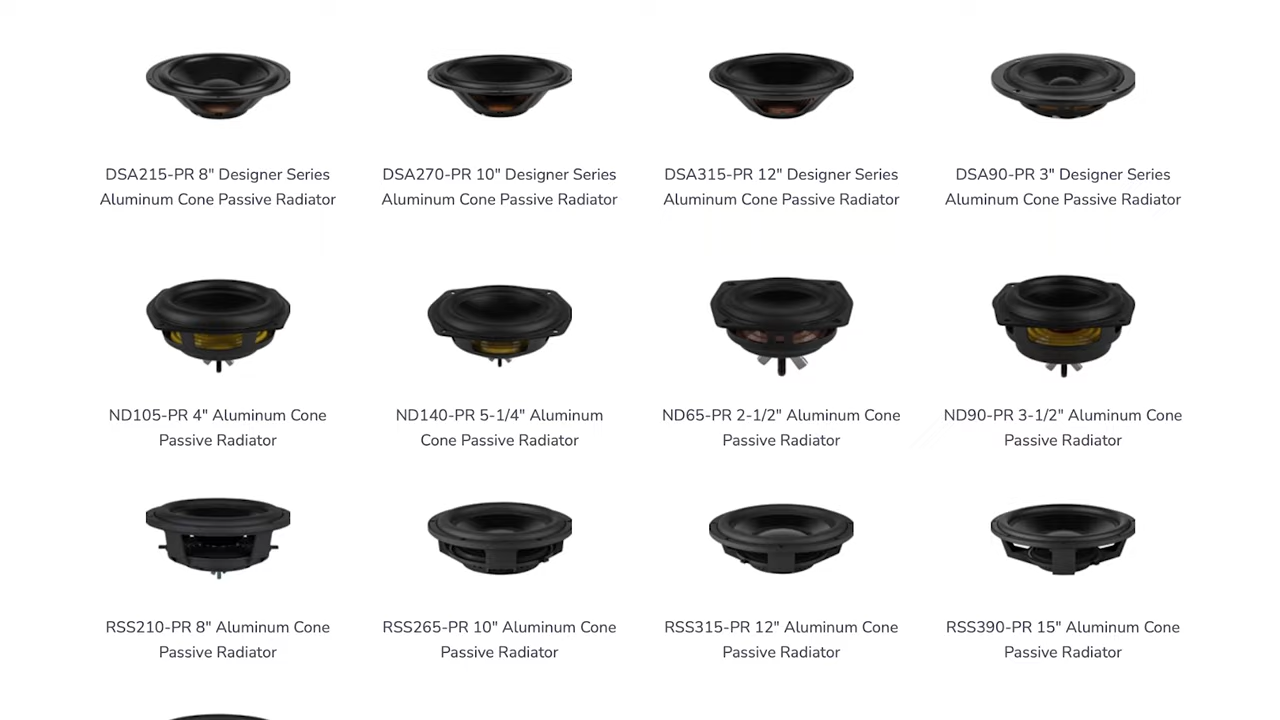 DSA215-PR 8" Designer Series
Aluminum Cone Passive Radiator
DSA270-PR 10" Designer Series
Aluminum Cone Passive Radiator
DSA315-PR 12" Designer Series
Aluminum Cone Passive Radiator
DSA90-PR 3" Designer Series
Aluminum Cone Passive Radiator
ND105-PR 4" Aluminum Cone
Passive Radiator
ND140-PR 5-1/4" Aluminum
Cone Passive Radiator
ND65-PR 2-1/2" Aluminum Cone
Passive Radiator
ND90-PR 3-1/2" Aluminum Cone
Passive Radiator
RSS210-PR 8" Aluminum Cone
Passive Radiator
RSS265-PR 10" Aluminum Cone
Passive Radiator
RSS315-PR 12" Aluminum Cone
Passive Radiator
RSS390-PR 15" Aluminum Cone
Passive Radiator